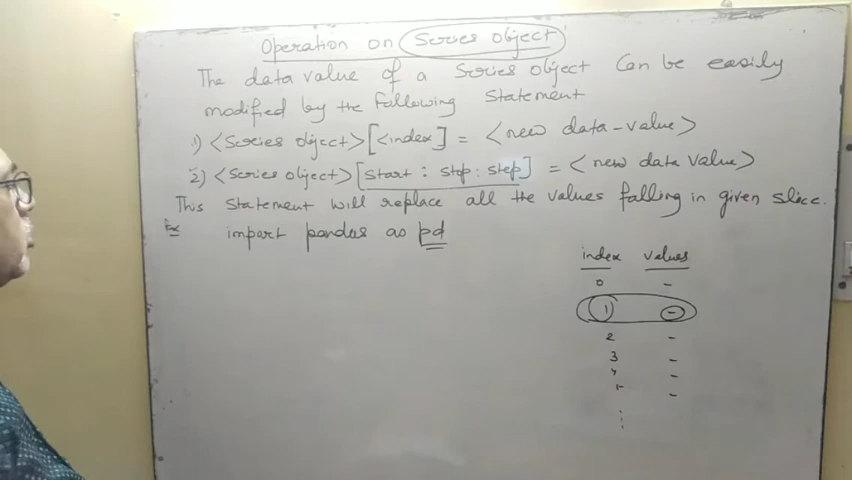 Operation on Series object
The data value of a Series object can be easily
modified by the following statement
1) <Series object>[<index] = <new data-value>
2) <Series object>[start : stop : step] = <new data value>
This statement will replace all the values falling in given slice.
Ex import pandas as pd
index values
0 -
1 -
2 -
3 -
4 -
5 -